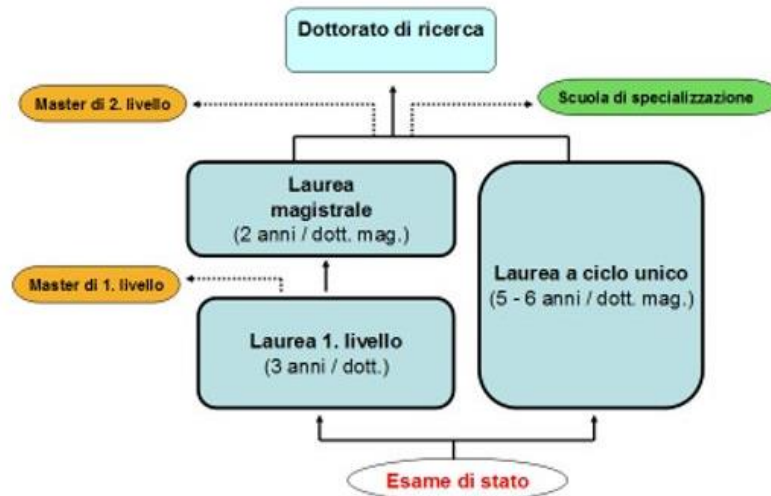 Dottorato di ricerca
Master di 2. livello
Scuola di specializzazione
Laurea
magistrale
(2 anni / dott. mag.)
Laurea a ciclo unico
(5 - 6 anni / dott. mag.)
Master di 1. livello
Laurea 1. livello
(3 anni / dott.)
Esame di stato